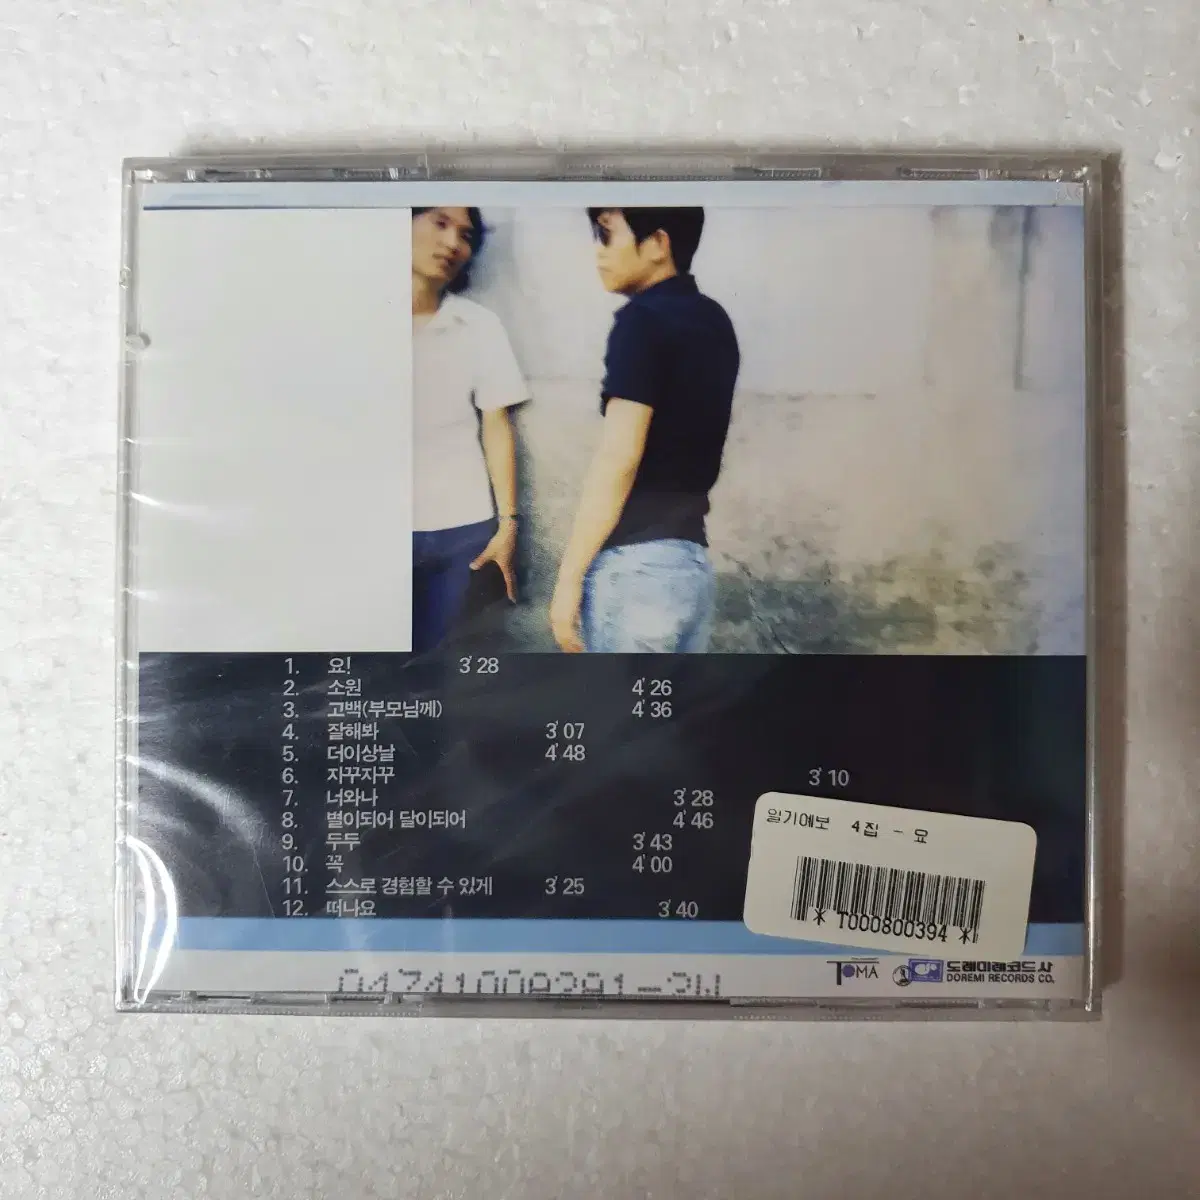 1. 요! 3' 28
2. 소원 4' 26
3. 고백(부모님께) 4' 36
4. 잘해봐 3' 07
5. 더이상날 4' 48
6. 자꾸자꾸 3' 10
7. 너와나 3' 28
8. 별이되어 달이되어 4' 46
9. 두두 3' 43
10. 꼭 4' 00
11. 스스로 경험할 수 있게 3' 25
12. 떠나요 3' 40
일기예보 4집 - 요
* T000800394 *
TOMA
도레미레코드사
DOREMI RECORDS CO.